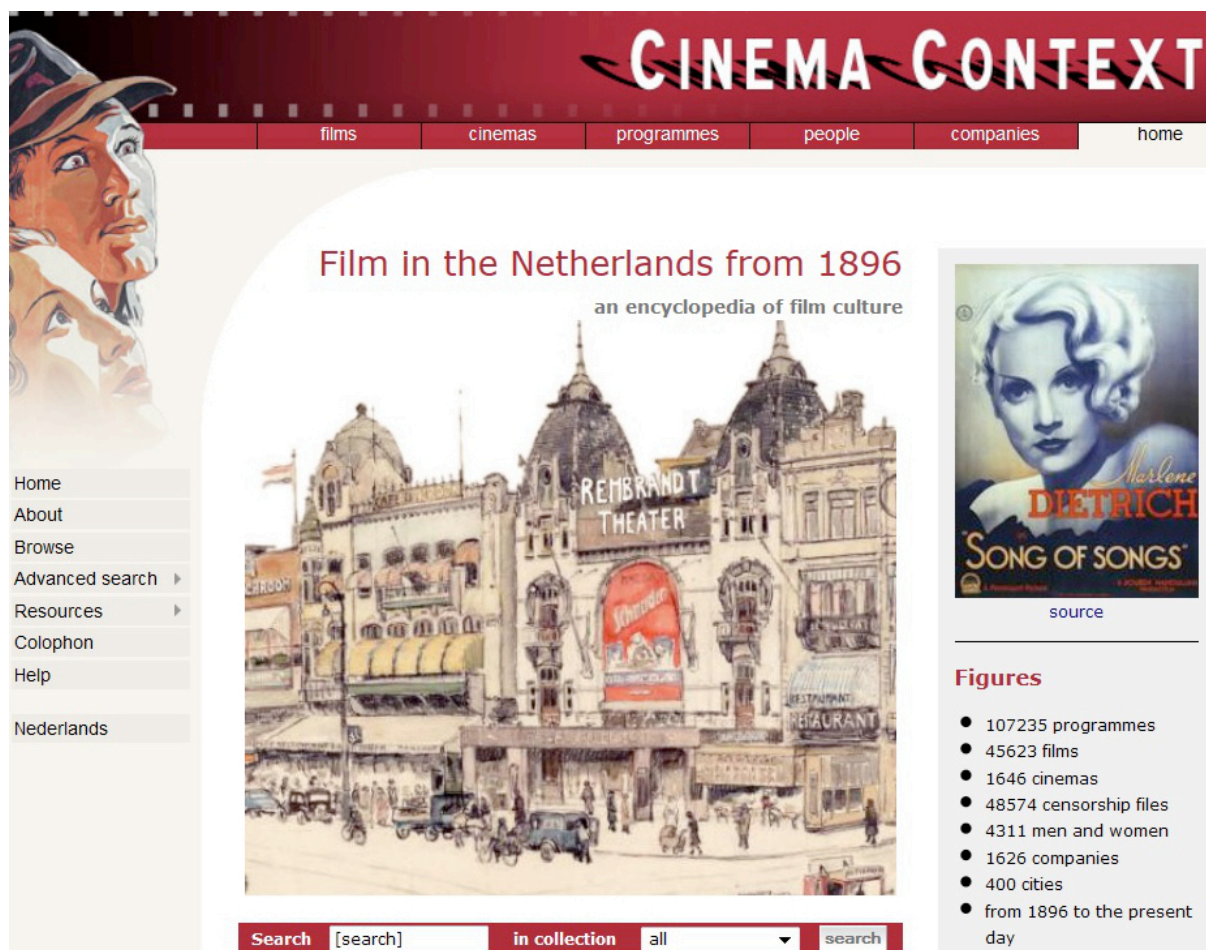 CINEMA CONTEXT
films cinemas programmes people companies home
Film in the Netherlands from 1896
an encyclopedia of film culture
REMBRANDT
THEATER
RESTAURANT
RESTAURANT
Home
About
Browse
Advanced search
Resources
Colophon
Help
Nederlands
Marlene
DIETRICH
"SONG OF SONGS"
A Paramount Picture
source
Figures
107235 programmes
45623 films
1646 cinemas
48574 censorship files
4311 men and women
1626 companies
400 cities
from 1896 to the present
day
Search [search] in collection all search